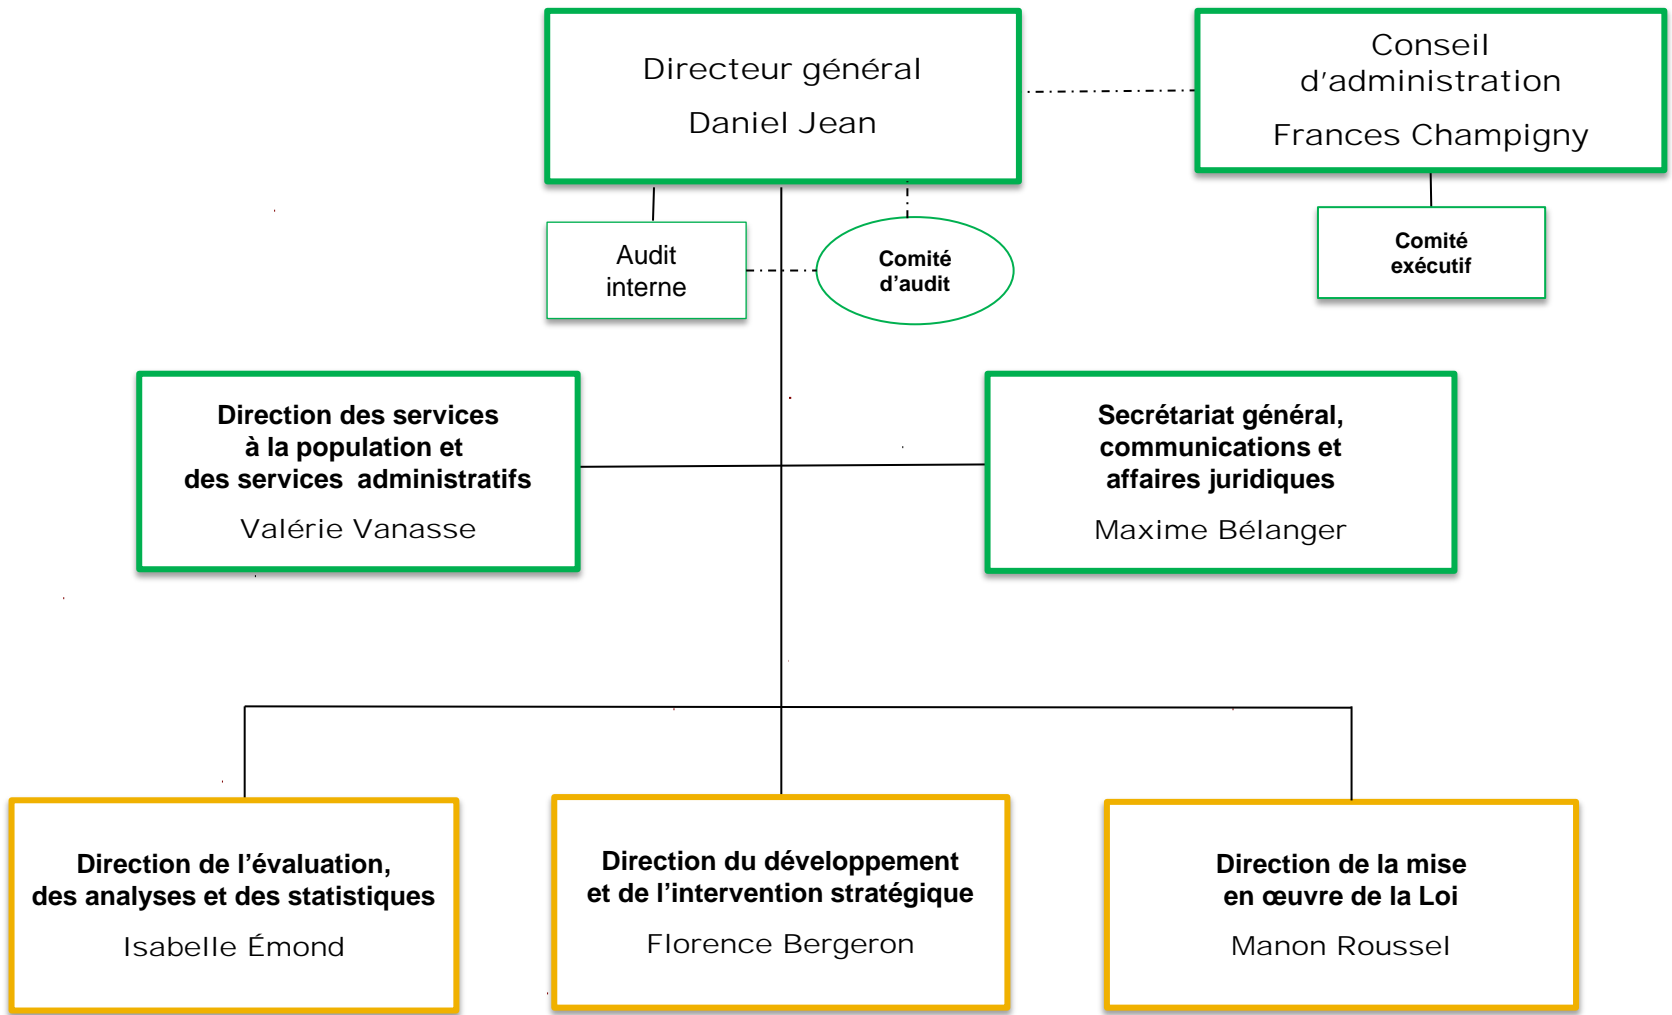 Directeur général
Daniel Jean
Conseil
d'administration
Frances Champigny
Audit
interne
Comité
d'audit
Comité
exécutif
Direction des services
à la population et
des services administratifs
Valérie Vanasse
Secrétariat général,
communications et
affaires juridiques
Maxime Bélanger
Direction de l'évaluation,
des analyses et des statistiques
Isabelle Émond
Direction du développement
et de l'intervention stratégique
Florence Bergeron
Direction de la mise
en œuvre de la Loi
Manon Roussel